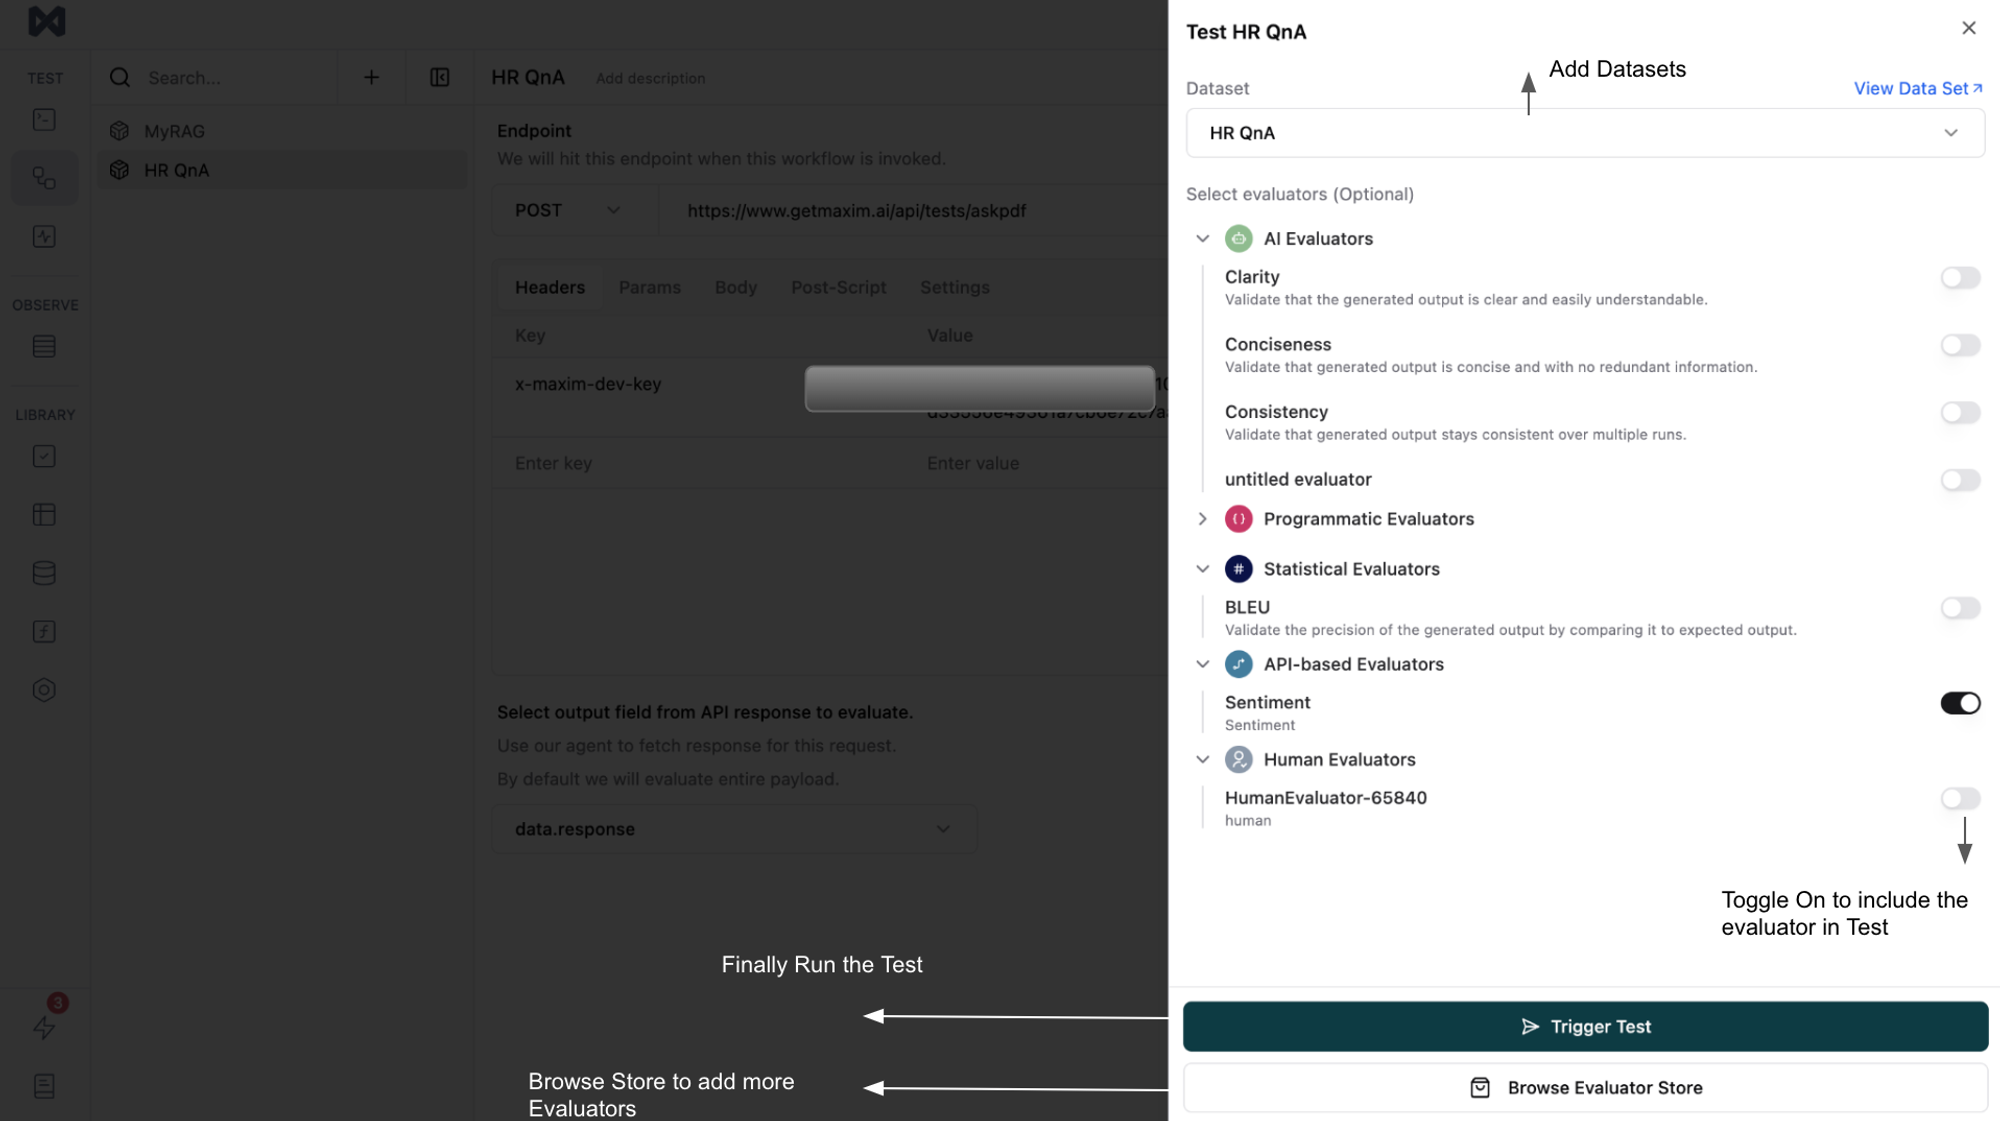 TEST
OBSERVE
LIBRARY
3
Search...
MyRAG
HR QnA
HR QnA Add description
Endpoint
We will hit this endpoint when this workflow is invoked.
POST https://www.getmaxim.ai/api/tests/askpdf
Headers Params Body Post-Script Settings
Key Value
x-maxim-dev-key
Enter key Enter value
Select output field from API response to evaluate.
Use our agent to fetch response for this request.
By default we will evaluate entire payload.
data.response
Finally Run the Test
Browse Store to add more
Evaluators
Test HR QnA
Add Datasets
Dataset View Data Set
HR QnA
Select evaluators (Optional)
AI Evaluators
Clarity
Validate that the generated output is clear and easily understandable.
Conciseness
Validate that generated output is concise and with no redundant information.
Consistency
Validate that generated output stays consistent over multiple runs.
untitled evaluator
Programmatic Evaluators
Statistical Evaluators
BLEU
Validate the precision of the generated output by comparing it to expected output.
API-based Evaluators
Sentiment
Sentiment
Human Evaluators
HumanEvaluator-65840
human
Toggle On to include the
evaluator in Test
Trigger Test
Browse Evaluator Store